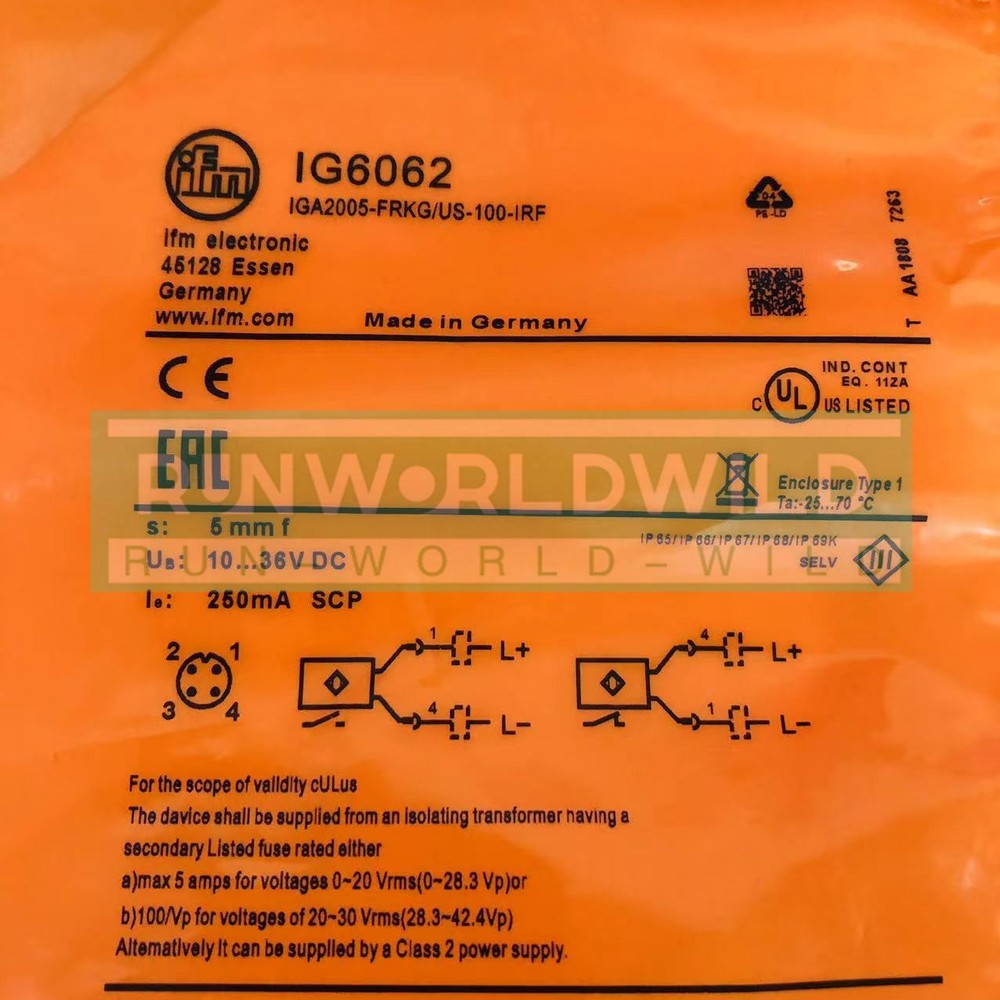 ifm
IG6062
IGA2005-FRKG/US-100-IRF
ifm electronic
45128 Essen
Germany
www.ifm.com
Made in Germany
04
PE-LD
AA1808 7263
T
CE
C UL US LISTED
IND. CONT
EQ. 11ZA
EAC
RUNWORLDWILD
Enclosure Type 1
Ta:-25...70 °C
s: 5 mm f
IP 65/IP 66/IP 67/IP 68/IP 69K
UB: 10...36V DC
SELV
III
RUN-WORLD-WILD
Ie: 250mA SCP
2 1
3 4
1 L+
4 L-
4 L+
1 L-
For the scope of validity cULus
The device shall be supplied from an isolating transformer having a
secondary Listed fuse rated either
a)max 5 amps for voltages 0~20 Vrms(0~28.3 Vp)or
b)100/Vp for voltages of 20~30 Vrms(28.3~42.4Vp)
Alternatively it can be supplied by a Class 2 power supply.